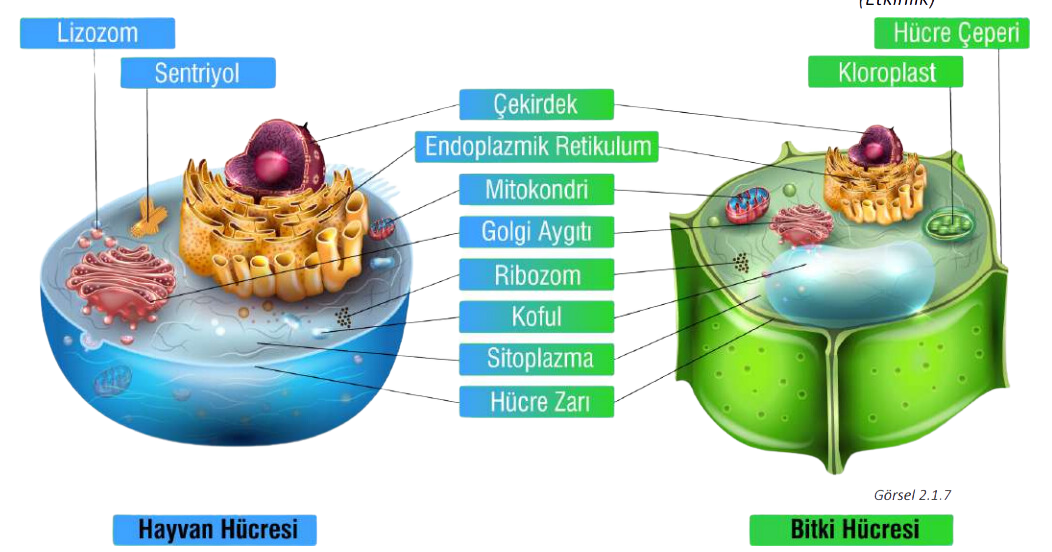 (Etkinlik)
Lizozom
Hücre Çeperi
Sentriyol
Kloroplast
Çekirdek
Endoplazmik Retikulum
Mitokondri
Golgi Aygıtı
Ribozom
Koful
Sitoplazma
Hücre Zarı
Görsel 2.1.7
Hayvan Hücresi
Bitki Hücresi